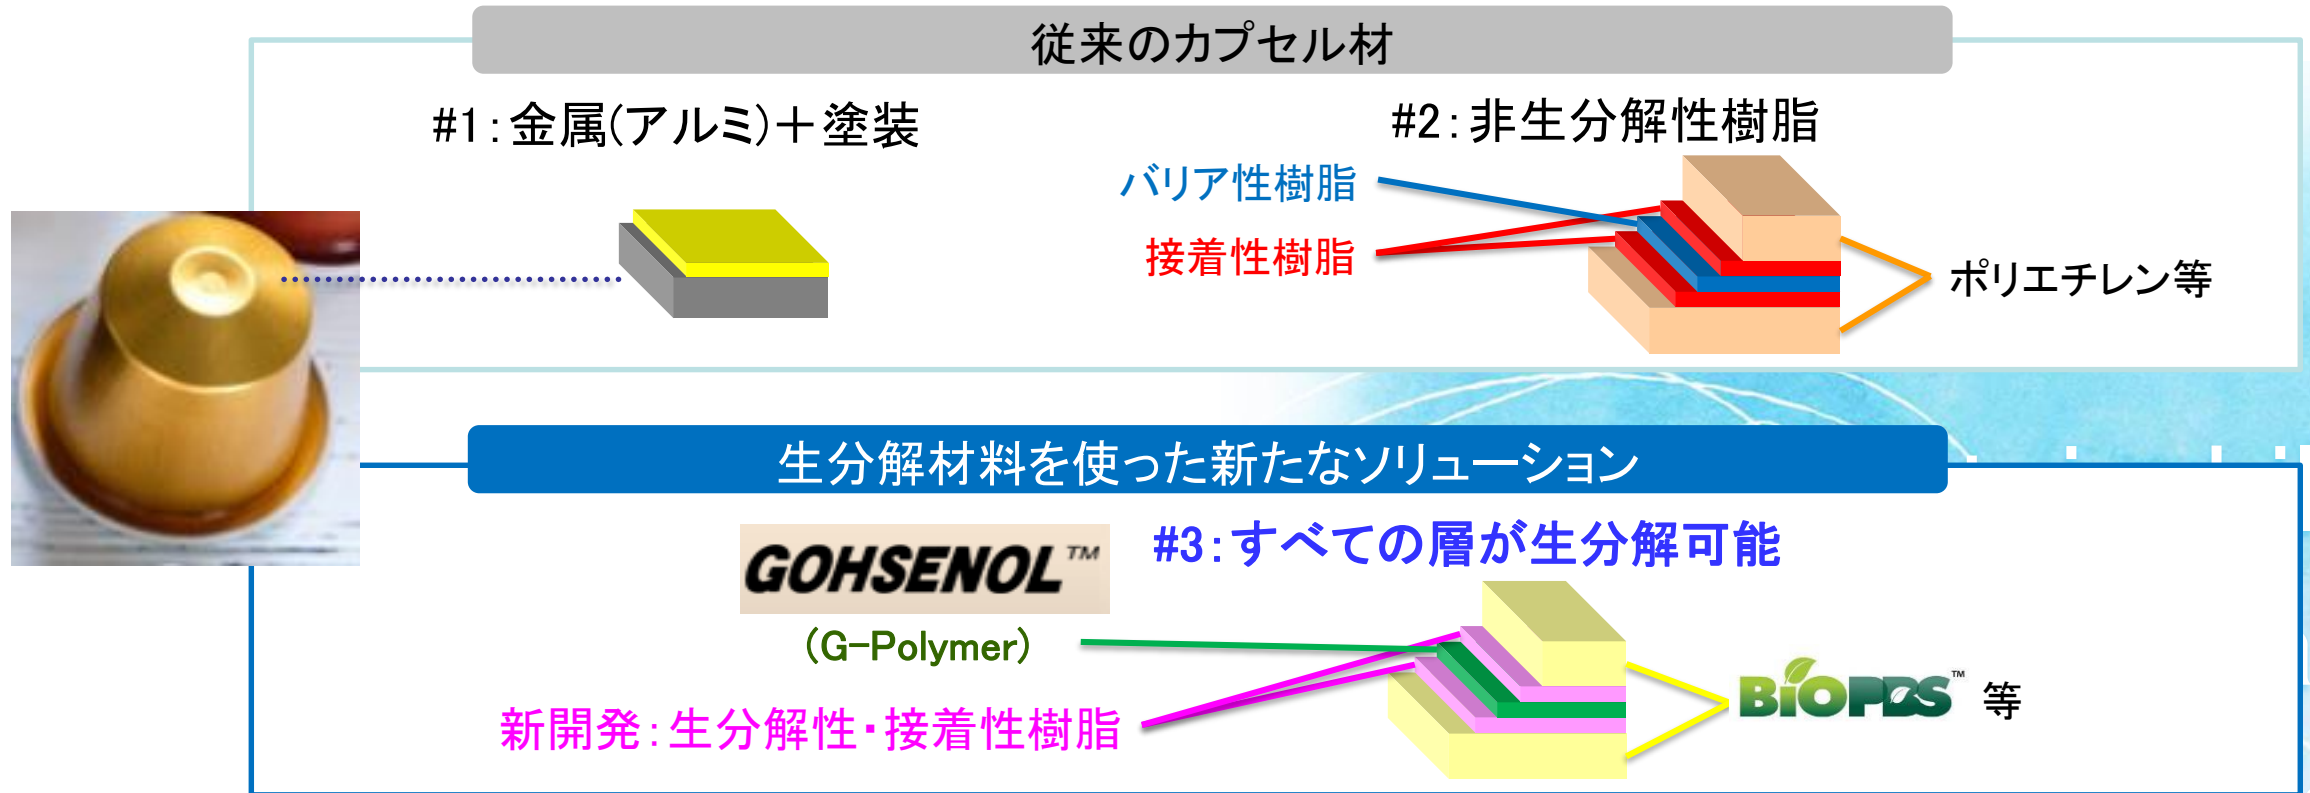 従来のカプセル材
#1：金属(アルミ)＋塗装
#2：非生分解性樹脂
バリア性樹脂
接着性樹脂
ポリエチレン等
生分解材料を使った新たなソリューション
GOHSENOL™
#3：すべての層が生分解可能
(G-Polymer)
BioPBS™ 等
新開発：生分解性・接着性樹脂